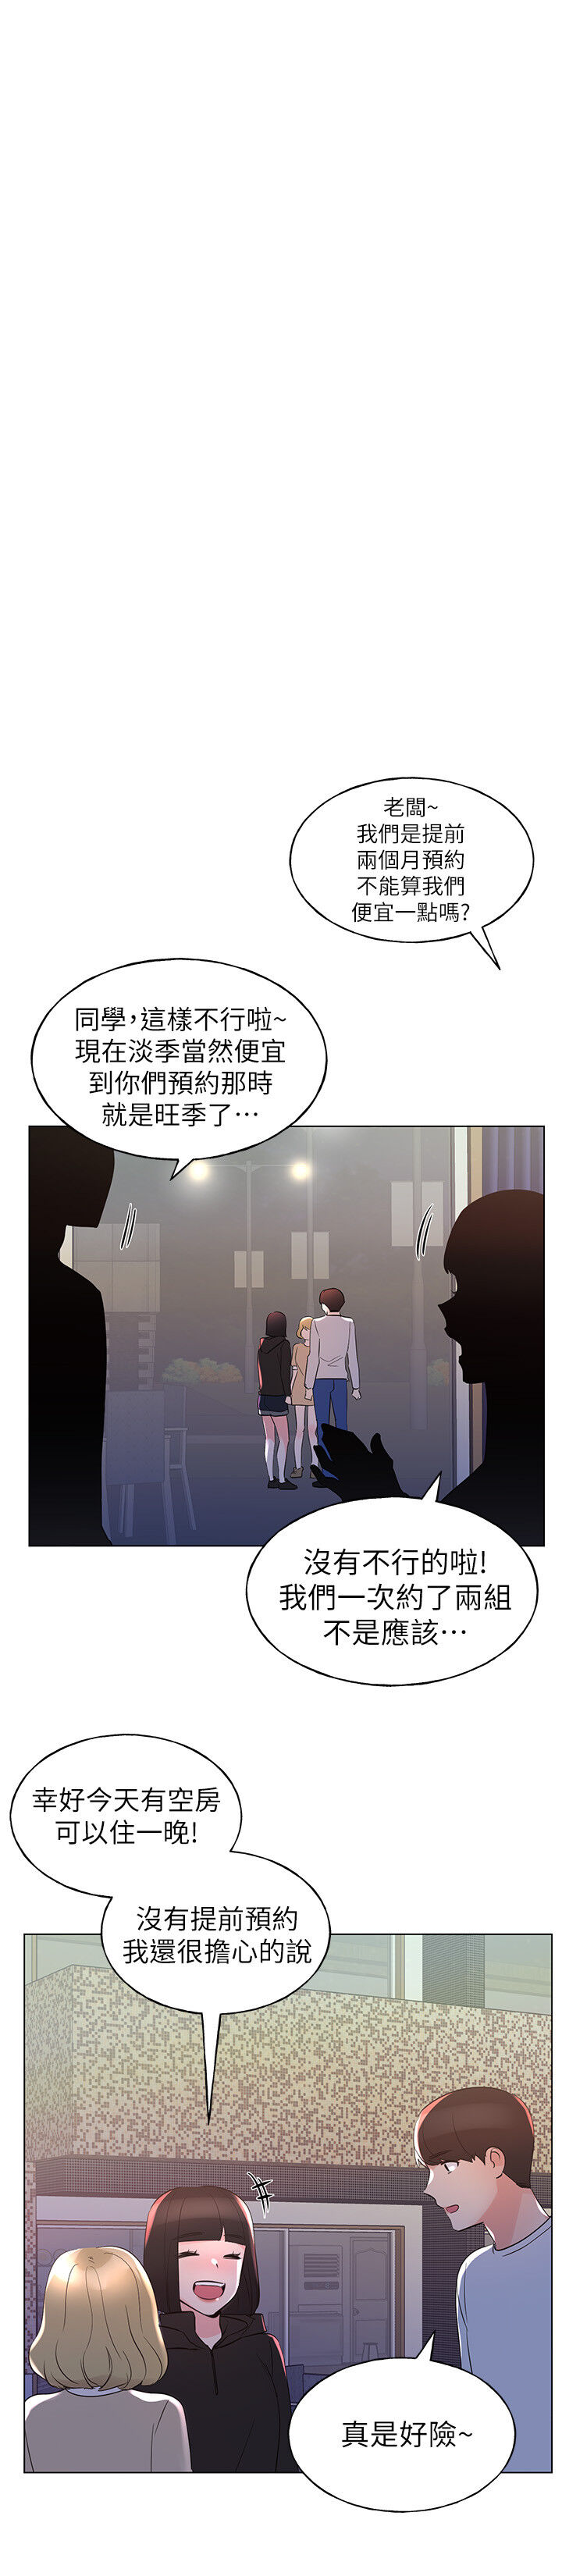 老闆~
我們是提前
兩個月預約
不能算我們
便宜一點嗎?
同學，這樣不行啦~
現在淡季當然便宜
到你們預約那時
就是旺季了…
沒有不行的啦!
我們一次約了兩組
不是應該…
幸好今天有空房
可以住一晚!
沒有提前預約
我還很擔心的說
真是好險~